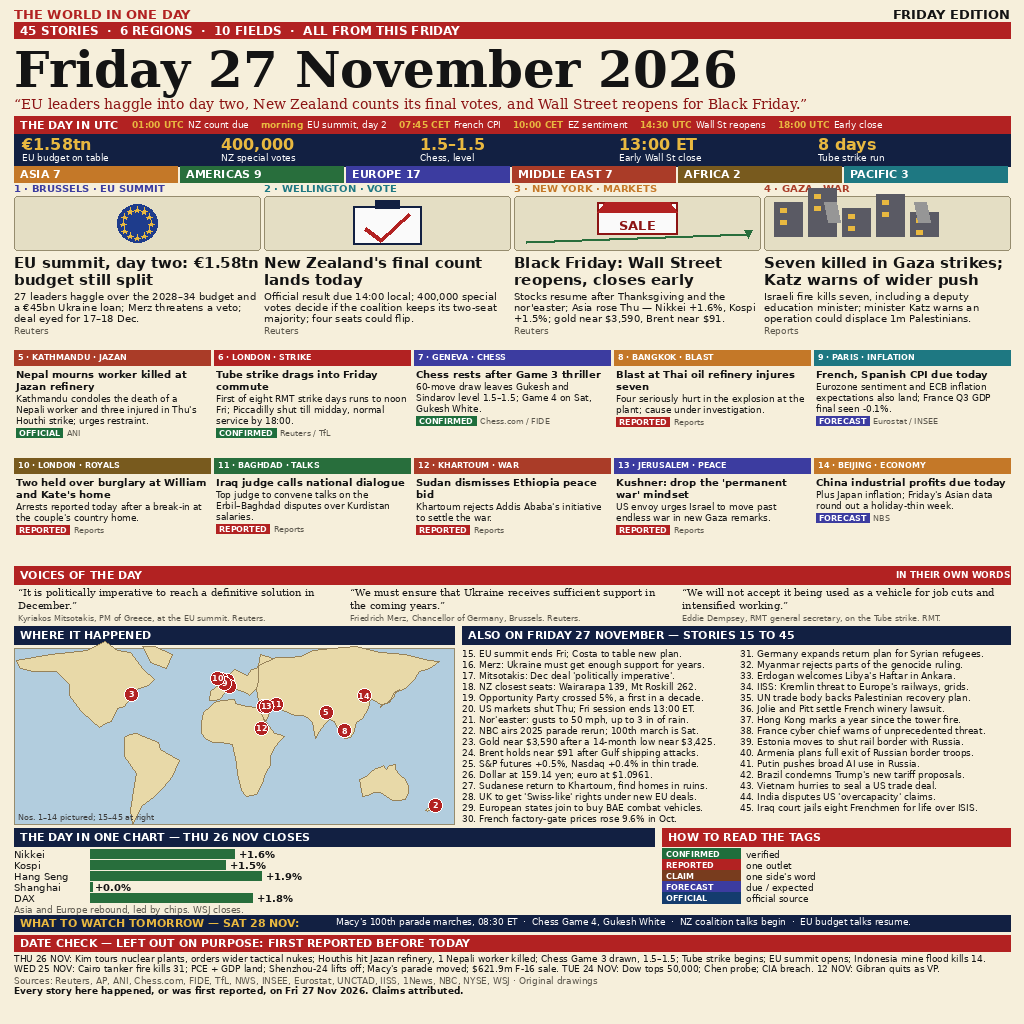 THE WORLD IN ONE DAY
FRIDAY EDITION
45 STORIES · 6 REGIONS · 10 FIELDS · ALL FROM THIS FRIDAY
Friday 27 November 2026
“EU leaders haggle into day two, New Zealand counts its final votes, and Wall Street reopens for Black Friday.”
THE DAY IN UTC 01:00 UTC NZ count due morning EU summit, day 2 07:45 CET French CPI 10:00 CET EZ sentiment 14:30 UTC Wall St reopens 18:00 UTC Early close
€1.58tn
EU budget on table
400,000
NZ special votes
1.5–1.5
Chess, level
13:00 ET
Early Wall St close
8 days
Tube strike run
ASIA 7
AMERICAS 9
EUROPE 17
MIDDLE EAST 7
AFRICA 2
PACIFIC 3
1 · BRUSSELS · EU SUMMIT
EU summit, day two: €1.58tn
budget still split
27 leaders haggle over the 2028–34 budget and
a €45bn Ukraine loan; Merz threatens a veto;
deal eyed for 17–18 Dec.
Reuters
2 · WELLINGTON · VOTE
New Zealand's final count
lands today
Official result due 14:00 local; 400,000 special
votes decide if the coalition keeps its two-seat
majority; four seats could flip.
Reuters
3 · NEW YORK · MARKETS
SALE
Black Friday: Wall Street
reopens, closes early
Stocks resume after Thanksgiving and the
nor'easter; Asia rose Thu — Nikkei +1.6%, Kospi
+1.5%; gold near $3,590, Brent near $91.
Reuters
4 · GAZA · WAR
Seven killed in Gaza strikes;
Katz warns of wider push
Israeli fire kills seven, including a deputy
education minister; minister Katz warns an
operation could displace 1m Palestinians.
Reports
5 · KATHMANDU · JAZAN
Nepal mourns worker killed at
Jazan refinery
Kathmandu condoles the death of a
Nepali worker and three injured in Thu's
Houthi strike; urges restraint.
OFFICIAL ANI
6 · LONDON · STRIKE
Tube strike drags into Friday
commute
First of eight RMT strike days runs to noon
Fri; Piccadilly shut till midday, normal
service by 18:00.
CONFIRMED Reuters / TfL
7 · GENEVA · CHESS
Chess rests after Game 3 thriller
60-move draw leaves Gukesh and
Sindarov level 1.5–1.5; Game 4 on Sat,
Gukesh White.
CONFIRMED Chess.com / FIDE
8 · BANGKOK · BLAST
Blast at Thai oil refinery injures
seven
Four seriously hurt in the explosion at the
plant; cause under investigation.
REPORTED Reports
9 · PARIS · INFLATION
French, Spanish CPI due today
Eurozone sentiment and ECB inflation
expectations also land; France Q3 GDP
final seen -0.1%.
FORECAST Eurostat / INSEE
10 · LONDON · ROYALS
Two held over burglary at William
and Kate's home
Arrests reported today after a break-in at
the couple's country home.
REPORTED Reports
11 · BAGHDAD · TALKS
Iraq judge calls national dialogue
Top judge to convene talks on the
Erbil–Baghdad disputes over Kurdistan
salaries.
REPORTED Reports
12 · KHARTOUM · WAR
Sudan dismisses Ethiopia peace
bid
Khartoum rejects Addis Ababa's initiative
to settle the war.
REPORTED Reports
13 · JERUSALEM · PEACE
Kushner: drop the 'permanent
war' mindset
US envoy urges Israel to move past
endless war in new Gaza remarks.
REPORTED Reports
14 · BEIJING · ECONOMY
China industrial profits due today
Plus Japan inflation; Friday's Asian data
round out a holiday-thin week.
FORECAST NBS
VOICES OF THE DAY
IN THEIR OWN WORDS
“It is politically imperative to reach a definitive solution in
December.”
Kyriakos Mitsotakis, PM of Greece, at the EU summit. Reuters.
“We must ensure that Ukraine receives sufficient support in
the coming years.”
Friedrich Merz, Chancellor of Germany, Brussels. Reuters.
“We will not accept it being used as a vehicle for job cuts and
intensified working.”
Eddie Dempsey, RMT general secretary, on the Tube strike. RMT.
WHERE IT HAPPENED
10
9
3
13
11
14
5
12
8
2
Nos. 1–14 pictured; 15–45 at right
ALSO ON FRIDAY 27 NOVEMBER — STORIES 15 TO 45
15. EU summit ends Fri; Costa to table new plan.
16. Merz: Ukraine must get enough support for years.
17. Mitsotakis: Dec deal 'politically imperative'.
18. NZ closest seats: Wairarapa 139, Mt Roskill 262.
19. Opportunity Party crossed 5%, a first in a decade.
20. US markets shut Thu; Fri session ends 13:00 ET.
21. Nor'easter: gusts to 50 mph, up to 3 in of rain.
22. NBC airs 2025 parade rerun; 100th march is Sat.
23. Gold near $3,590 after a 14-month low near $3,425.
24. Brent holds near $91 after Gulf shipping attacks.
25. S&P futures +0.5%, Nasdaq +0.4% in thin trade.
26. Dollar at 159.14 yen; euro at $1.0961.
27. Sudanese return to Khartoum, find homes in ruins.
28. UK to get 'Swiss-like' rights under new EU deals.
29. European states join to buy BAE combat vehicles.
30. French factory-gate prices rose 9.6% in Oct.
31. Germany expands return plan for Syrian refugees.
32. Myanmar rejects parts of the genocide ruling.
33. Erdogan welcomes Libya's Haftar in Ankara.
34. IISS: Kremlin threat to Europe's railways, grids.
35. UN trade body backs Palestinian recovery plan.
36. Jolie and Pitt settle French winery lawsuit.
37. Hong Kong marks a year since the tower fire.
38. France cyber chief warns of unprecedented threat.
39. Estonia moves to shut rail border with Russia.
40. Armenia plans full exit of Russian border troops.
41. Putin pushes broad AI use in Russia.
42. Brazil condemns Trump's new tariff proposals.
43. Vietnam hurries to seal a US trade deal.
44. India disputes US 'overcapacity' claims.
45. Iraq court jails eight Frenchmen for life over ISIS.
THE DAY IN ONE CHART — THU 26 NOV CLOSES
Nikkei +1.6%
Kospi +1.5%
Hang Seng +1.9%
Shanghai +0.0%
DAX +1.8%
Asia and Europe rebound, led by chips. WSJ closes.
HOW TO READ THE TAGS
CONFIRMED verified
REPORTED one outlet
CLAIM one side's word
FORECAST due / expected
OFFICIAL official source
WHAT TO WATCH TOMORROW — SAT 28 NOV: Macy's 100th parade marches, 08:30 ET · Chess Game 4, Gukesh White · NZ coalition talks begin · EU budget talks resume.
DATE CHECK — LEFT OUT ON PURPOSE: FIRST REPORTED BEFORE TODAY
THU 26 NOV: Kim tours nuclear plants, orders wider tactical nukes; Houthis hit Jazan refinery, 1 Nepali worker killed; Chess Game 3 drawn, 1.5–1.5; Tube strike begins; EU summit opens; Indonesia mine flood kills 14.
WED 25 NOV: Cairo tanker fire kills 31; PCE + GDP land; Shenzhou-24 lifts off; Macy's parade moved; $621.9m F-16 sale. TUE 24 NOV: Dow tops 50,000; Chen probe; CIA breach. 12 NOV: Gibran quits as VP.
Sources: Reuters, AP, ANI, Chess.com, FIDE, TfL, NWS, INSEE, Eurostat, UNCTAD, IISS, 1News, NBC, NYSE, WSJ · Original drawings
Every story here happened, or was first reported, on Fri 27 Nov 2026. Claims attributed.